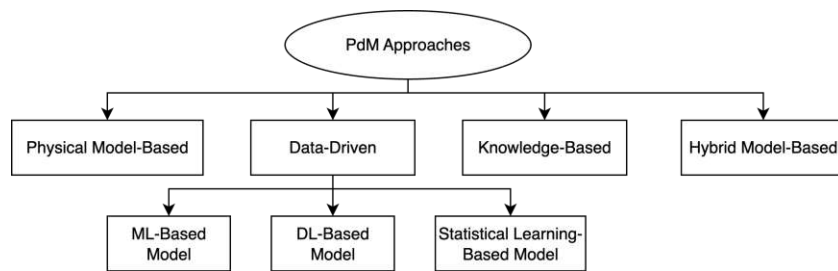 PdM Approaches
Physical Model-Based
Data-Driven
Knowledge-Based
Hybrid Model-Based
ML-Based
Model
DL-Based
Model
Statistical Learning-
Based Model